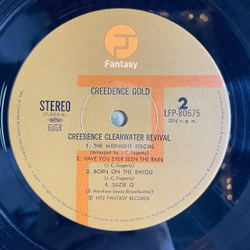 Fantasy
CREEDENCE GOLD
STEREO
2
LFP-80675
33⅓ r. p. m.
CREEDENCE CLEARWATER REVIVAL
1. THE MIDNIGHT SPECIAL
(Arranged by J. C. Fogerty)
2. HAVE YOU EVER SEEN THE RAIN
(J. C. Fogerty)
3. BORN ON THE BAYOU
(J. C. Fogerty)
4. SUZIE Q
(Hawkins-Lewis-Broadwater)
℗ 1972 FANTASY RECORDS